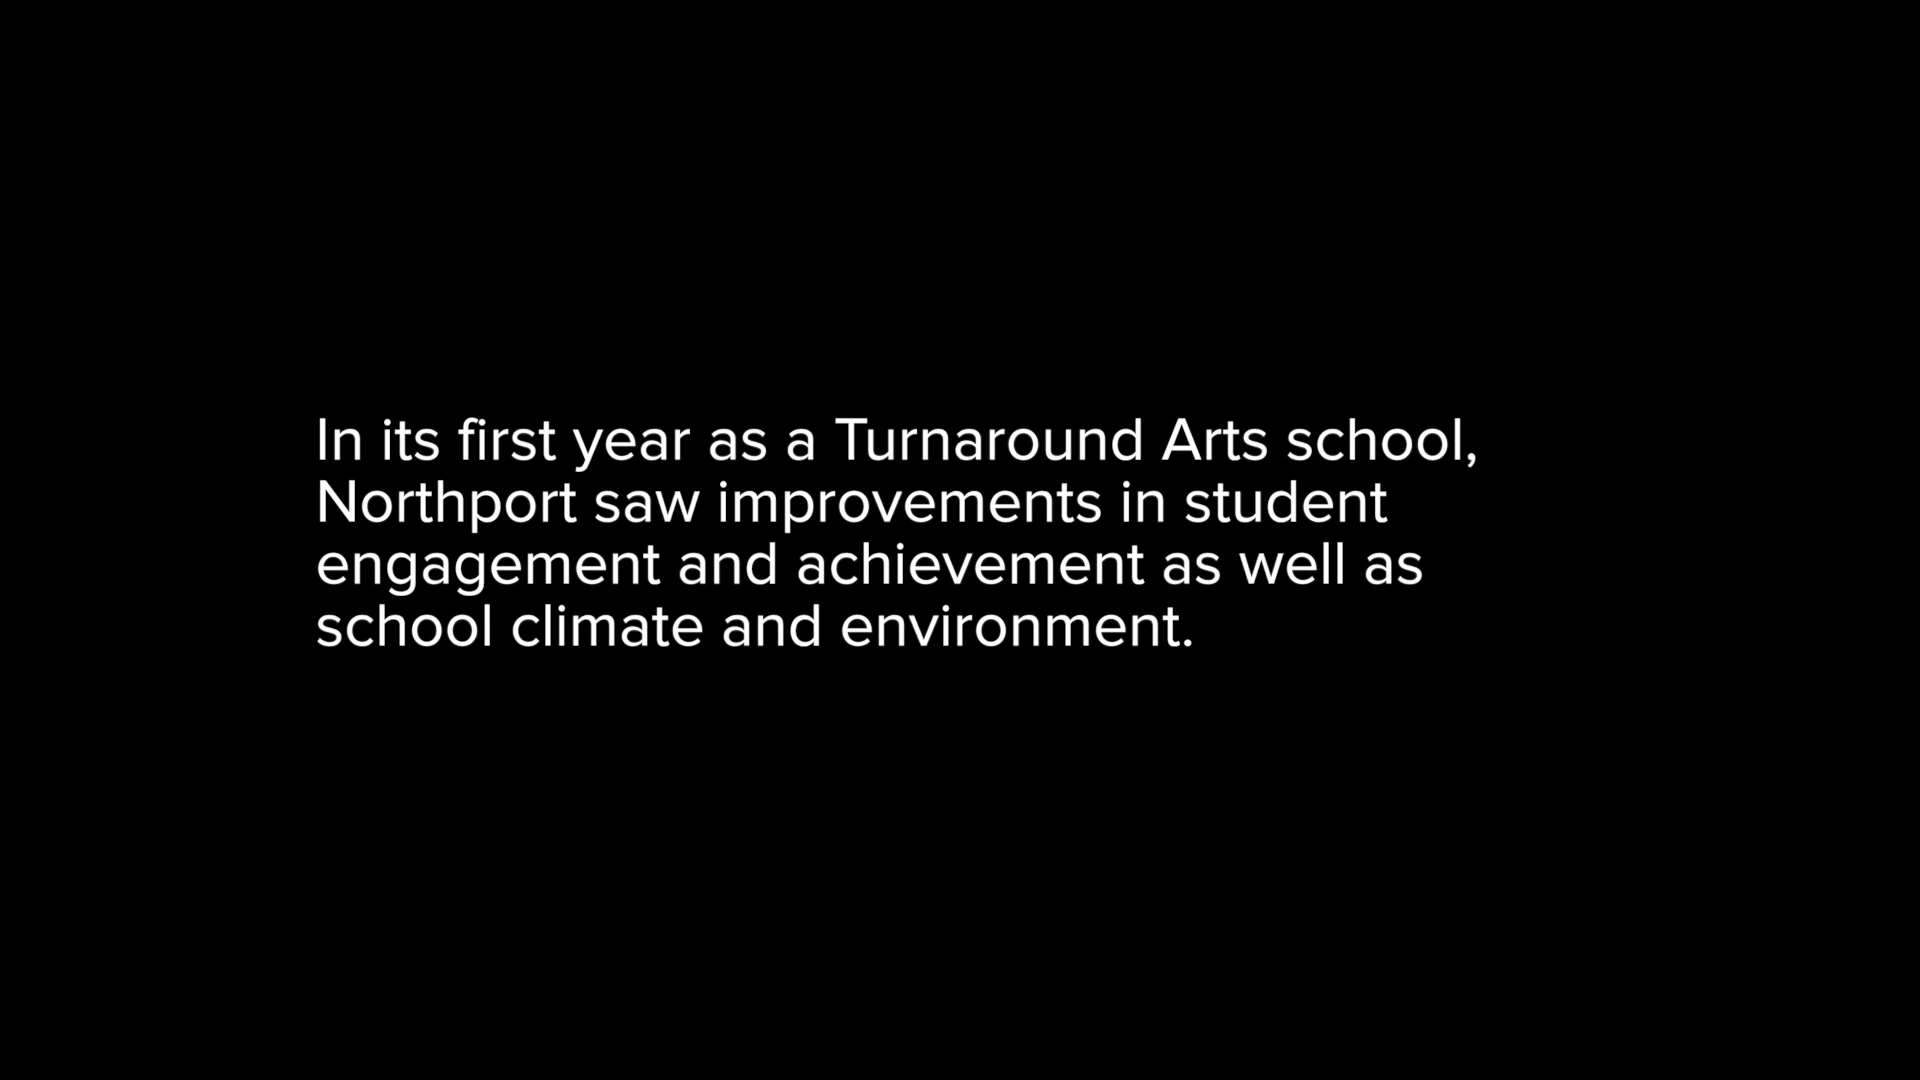 In its first year as a Turnaround Arts school,
Northport saw improvements in student
engagement and achievement as well as
school climate and environment.